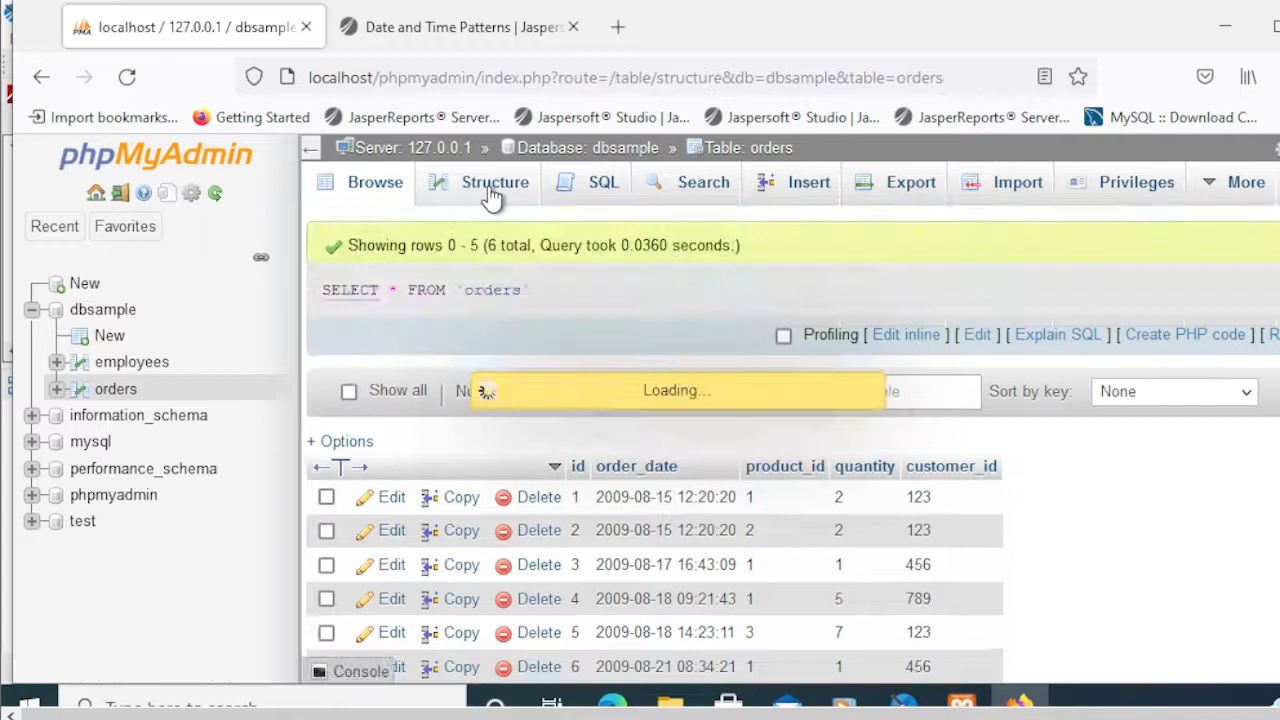 localhost / 127.0.0.1 / dbsample
Date and Time Patterns | Jaspers
localhost/phpmyadmin/index.php?route=/table/structure&db=dbsample&table=orders
Import bookmarks...
Getting Started
JasperReports® Server...
Jaspersoft® Studio | Ja...
Jaspersoft® Studio | Ja...
JasperReports® Server...
MySQL :: Download C...
phpMyAdmin
Server: 127.0.0.1 » Database: dbsample » Table: orders
Browse Structure SQL Search Insert Export Import Privileges More
Recent Favorites
New
dbsample
New
employees
orders
information_schema
mysql
performance_schema
phpmyadmin
test
Showing rows 0 - 5 (6 total, Query took 0.0360 seconds.)
SELECT * FROM `orders`
Profiling [ Edit inline ] [ Edit ] [ Explain SQL ] [ Create PHP code ] [ R
Show all Loading... Sort by key: None
+ Options
id order_date product_id quantity customer_id
Edit Copy Delete 1 2009-08-15 12:20:20 1 2 123
Edit Copy Delete 2 2009-08-15 12:20:20 2 2 123
Edit Copy Delete 3 2009-08-17 16:43:09 1 1 456
Edit Copy Delete 4 2009-08-18 09:21:43 1 5 789
Edit Copy Delete 5 2009-08-18 14:23:11 3 7 123
Copy Delete 6 2009-08-21 08:34:21 1 1 456
Console